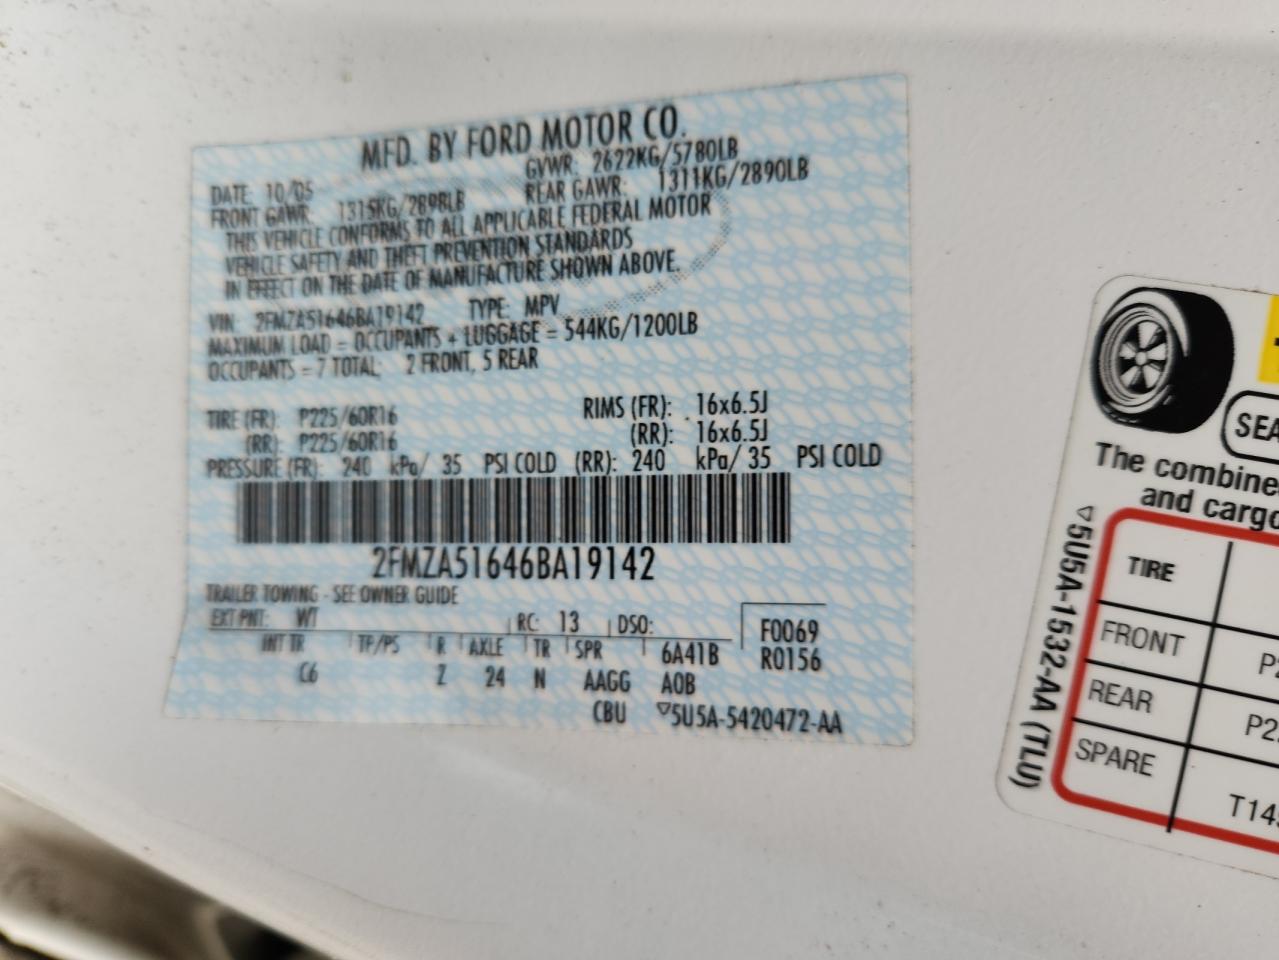 MFD. BY FORD MOTOR CO.
DATE: 10/05 GVWR: 2622KG/5780LB
FRONT GAWR: 1315KG/2898LB REAR GAWR: 1311KG/2890LB
THIS VEHICLE CONFORMS TO ALL APPLICABLE FEDERAL MOTOR
VEHICLE SAFETY AND THEFT PREVENTION STANDARDS
IN EFFECT ON THE DATE OF MANUFACTURE SHOWN ABOVE.
VIN: 2FMZA51646BA19142 TYPE: MPV
MAXIMUM LOAD = OCCUPANTS + LUGGAGE = 544KG/1200LB
OCCUPANTS = 7 TOTAL: 2 FRONT, 5 REAR
TIRE (FR): P225/60R16 RIMS (FR): 16x6.5J
(RR): P225/60R16 (RR): 16x6.5J
PRESSURE (FR): 240 kPa/ 35 PSI COLD (RR): 240 kPa/ 35 PSI COLD
2FMZA51646BA19142
TRAILER TOWING - SEE OWNER GUIDE
EXT PNT: WT RC: 13 DSO: F0069
INT TR TP/PS R AXLE TR SPR 6A41B R0156
C6 Z 24 N AAGG A0B
CBU ▽5U5A-5420472-AA
SEA
The combine
and cargo
TIRE
FRONT P2
REAR P2
SPARE T14
▽5U5A-1532-AA (TLU)